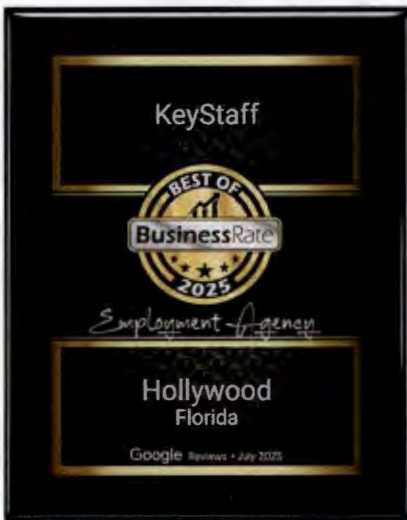 KeyStaff
BEST OF
BusinessRate
2025
Employment Agency
Hollywood
Florida
Google Reviews • July 2025